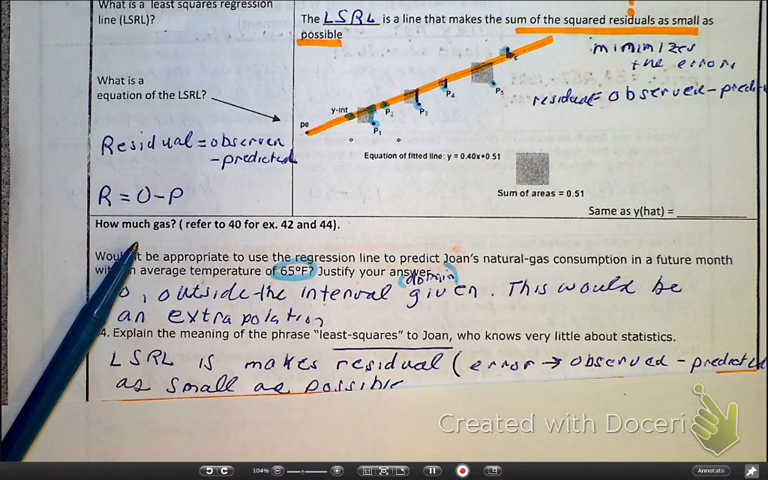 What is a least squares regression
line (LSRL)?
The LSRL is a line that makes the sum of the squared residuals as small as
possible
minimizes
the errors
residual = observed - predict
What is a
equation of the LSRL?
y-int
P1
P2
P3
P4
P5
P6
Residual = observed
- predicted
R = O - P
Equation of fitted line: y = 0.40x+0.51
Sum of areas = 0.51
Same as y(hat) =
How much gas? ( refer to 40 for ex. 42 and 44).
Would it be appropriate to use the regression line to predict Joan's natural-gas consumption in a future month
with an average temperature of 65°F? Justify your answer.
domain
o, outside the interval given. This would be
an extrapolation
4. Explain the meaning of the phrase "least-squares" to Joan, who knows very little about statistics.
LSRL is makes residual ( error → observed - predicted
as small as possible
Created with Doceri
104%
Annotate